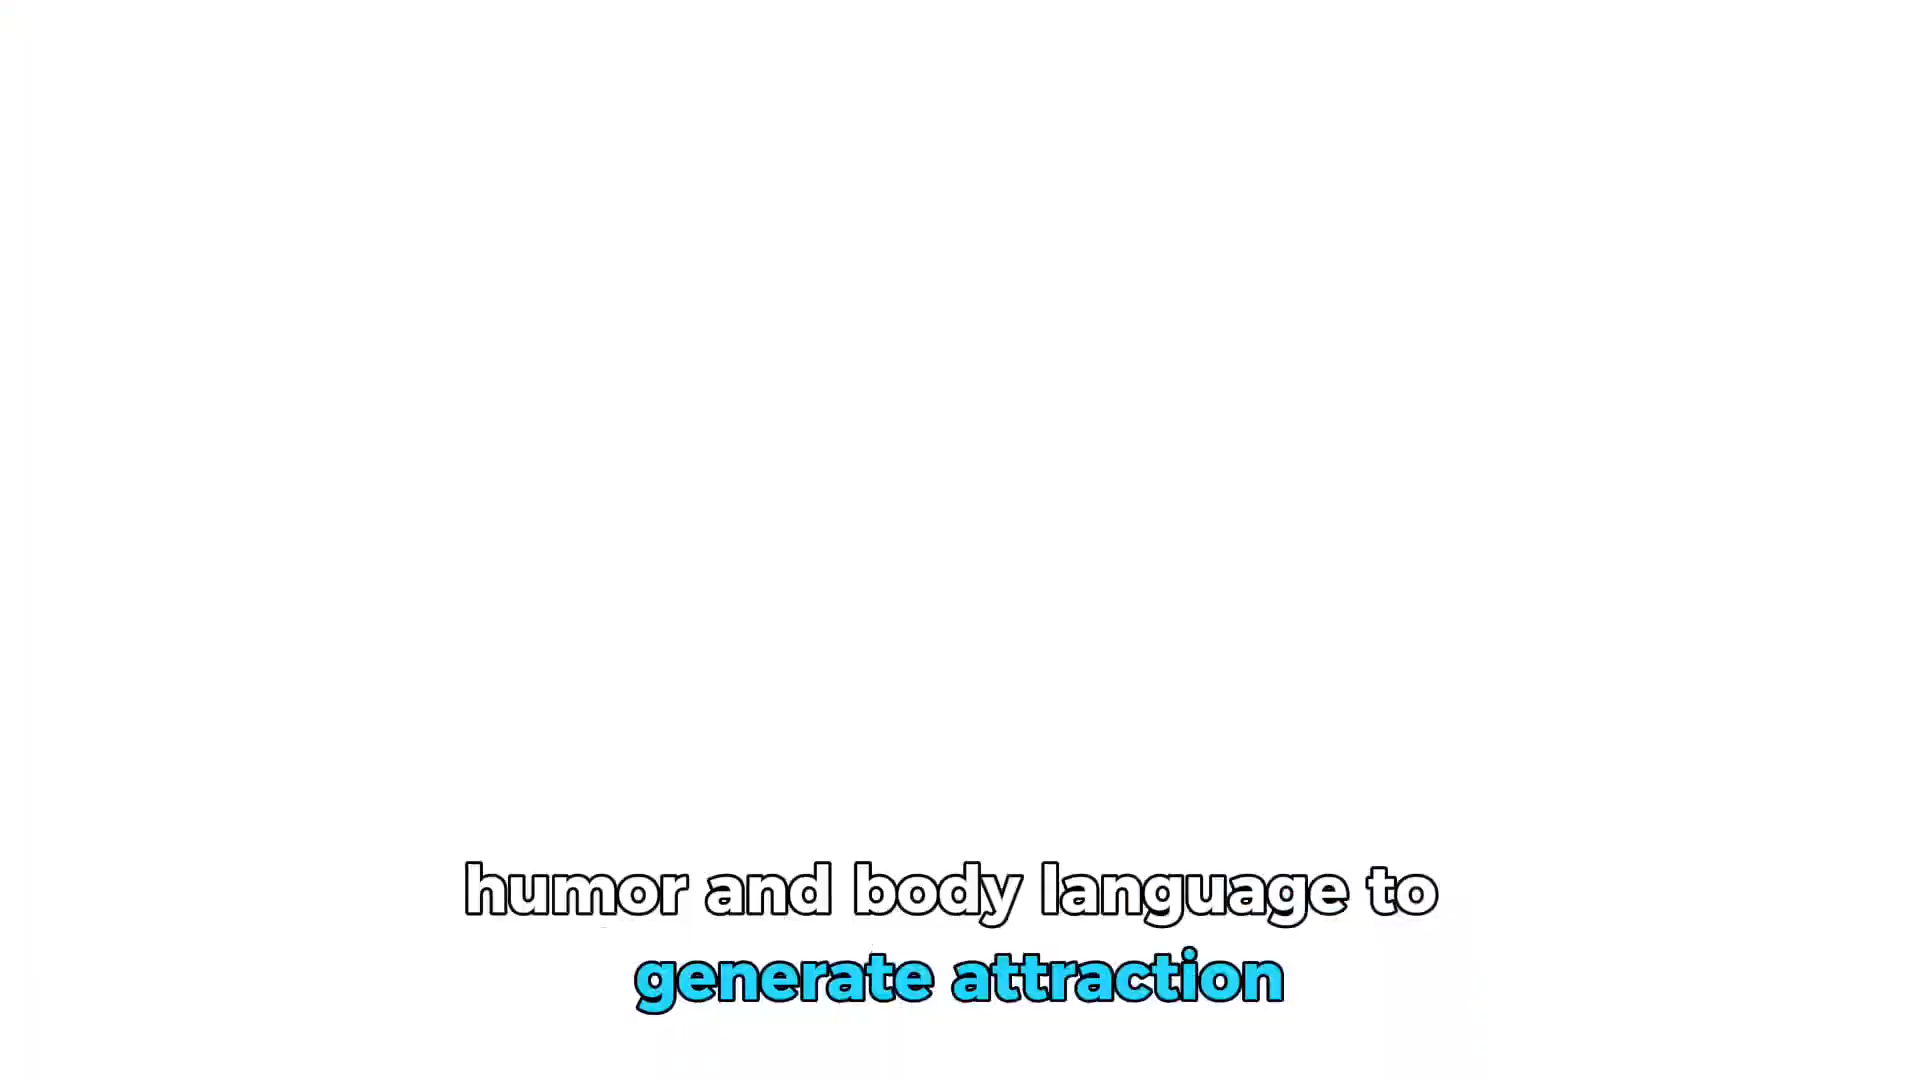 humor and body language to
generate attraction